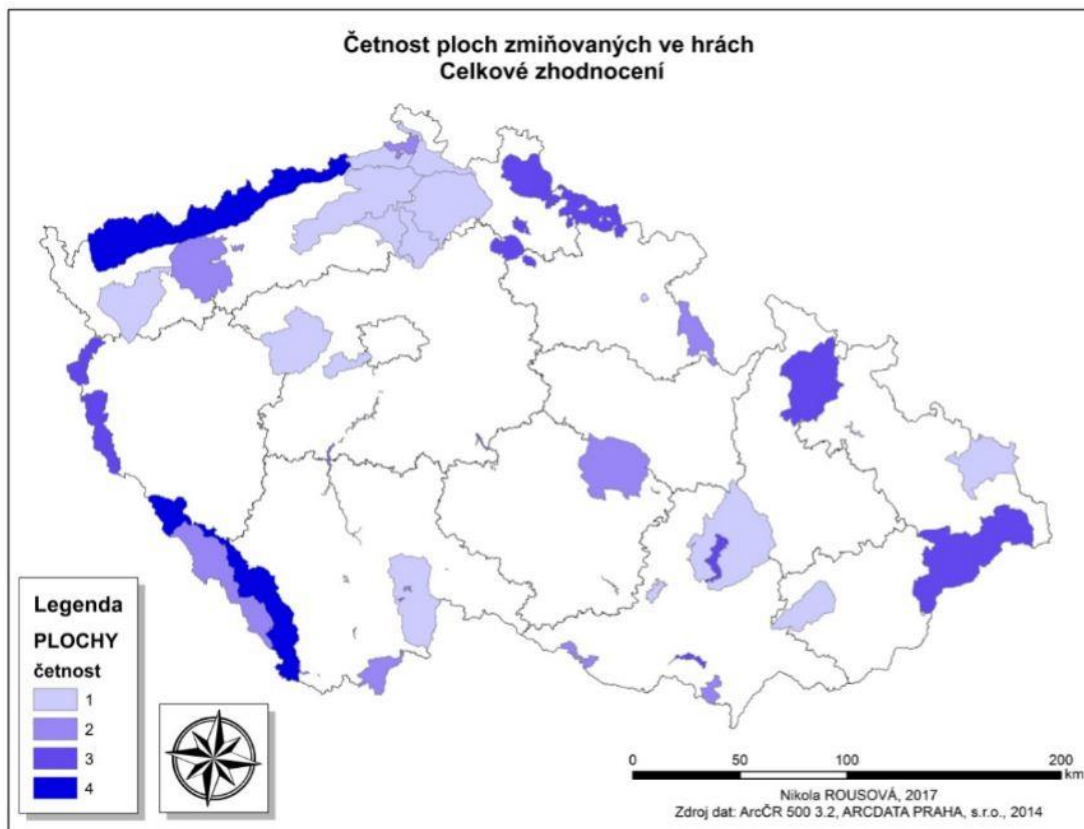 Četnost ploch zmiňovaných ve hrách
Celkové zhodnocení
Legenda
PLOCHY
četnost
1
2
3
4
0 50 100 200
km
Nikola ROUSOVÁ, 2017
Zdroj dat: ArcČR 500 3.2, ARCDATA PRAHA, s.r.o., 2014